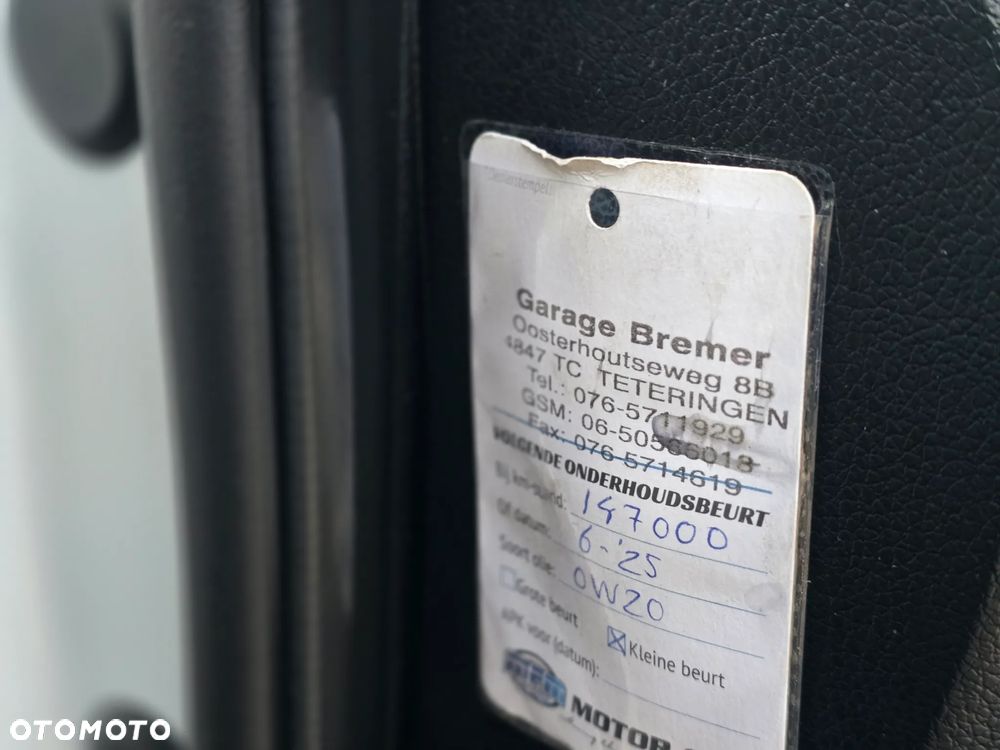 Dealerstempel:
Garage Bremer
Oosterhoutseweg 8B
4847 TC TETERINGEN
Tel.: 076-5711929
GSM: 06-50566018
Fax: 076-5714619
VOLGENDE ONDERHOUDSBEURT
Bij km-stand: 147000
Of datum: 6-'25
Soort olie: 0W20
Grote beurt
Kleine beurt
APK voor (datum):
MOTOR
OTOMOTO